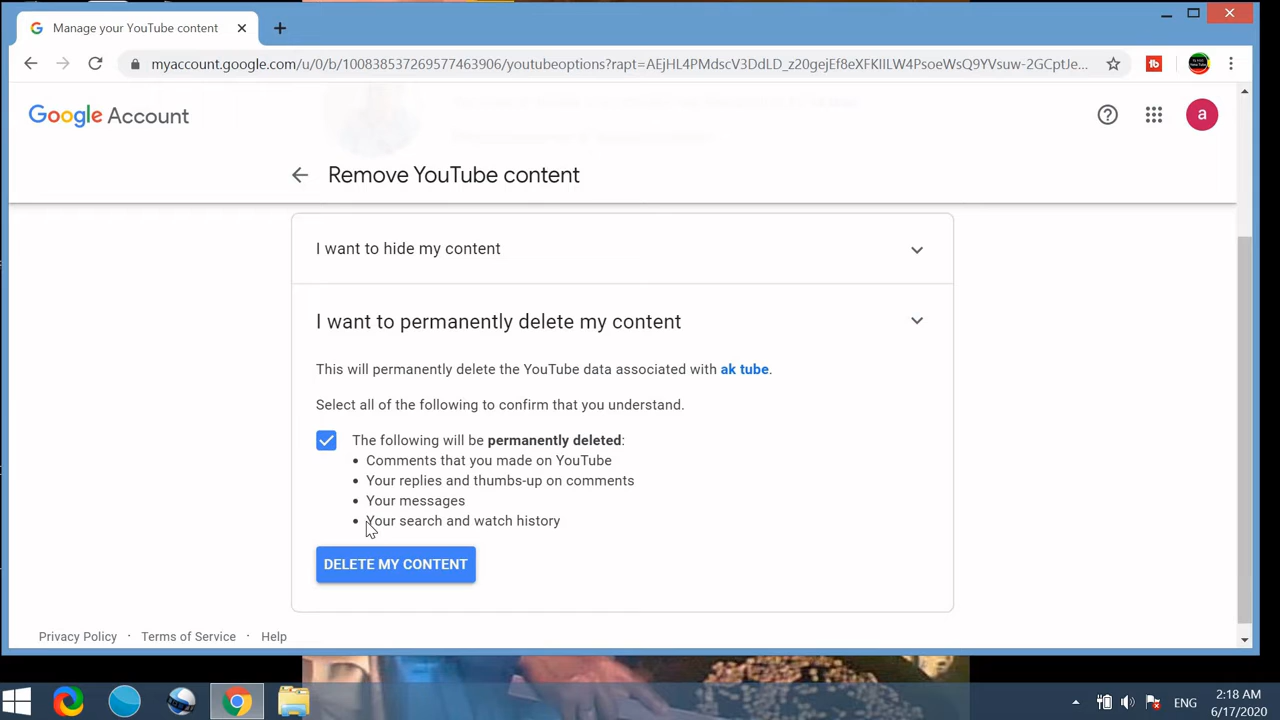 Manage your YouTube content
myaccount.google.com/u/0/b/100838537269577463906/youtubeoptions?rapt=AEjHL4PMdscV3DdLD_z20gejEf8eXFKIlLW4PsoeWsQ9YVsuw-2GCptJe...
Google Account
a
Remove YouTube content
I want to hide my content
I want to permanently delete my content
This will permanently delete the YouTube data associated with ak tube.
Select all of the following to confirm that you understand.
The following will be permanently deleted:
• Comments that you made on YouTube
• Your replies and thumbs-up on comments
• Your messages
• Your search and watch history
DELETE MY CONTENT
Privacy Policy · Terms of Service · Help
ENG
2:18 AM
6/17/2020